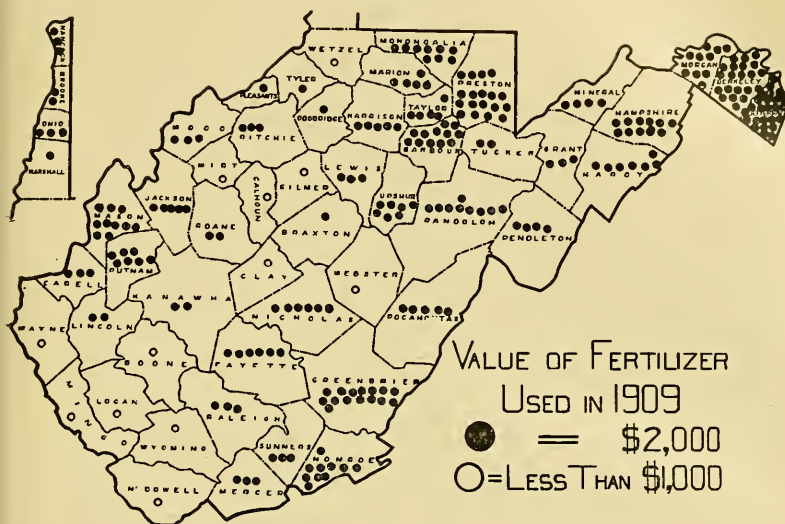 HANCOCK
BROOKE
OHIO
MARSHALL
WETZEL
MONONGALIA
MARION
PRESTON
TYLER
PLEASANTS
DODDRIDGE
HARRISON
TAYLOR
BARBOUR
TUCKER
MINERAL
MORGAN
BERKELEY
HAMPSHIRE
GRANT
HARDY
WOOD
RITCHIE
WIRT
CALHOUN
GILMER
LEWIS
UPSHUR
RANDOLPH
PENDLETON
MASON
JACKSON
ROANE
BRAXTON
PUTNAM
CLAY
WEBSTER
CABELL
KANAWHA
NICHOLAS
POCAHONTAS
WAYNE
LINCOLN
BOONE
FAYETTE
GREENBRIER
MINGO
LOGAN
RALEIGH
WYOMING
SUMMERS
MONROE
M'DOWELL
MERCER
VALUE OF FERTILIZER
USED IN 1909
= $2,000
=LESS THAN $1,000